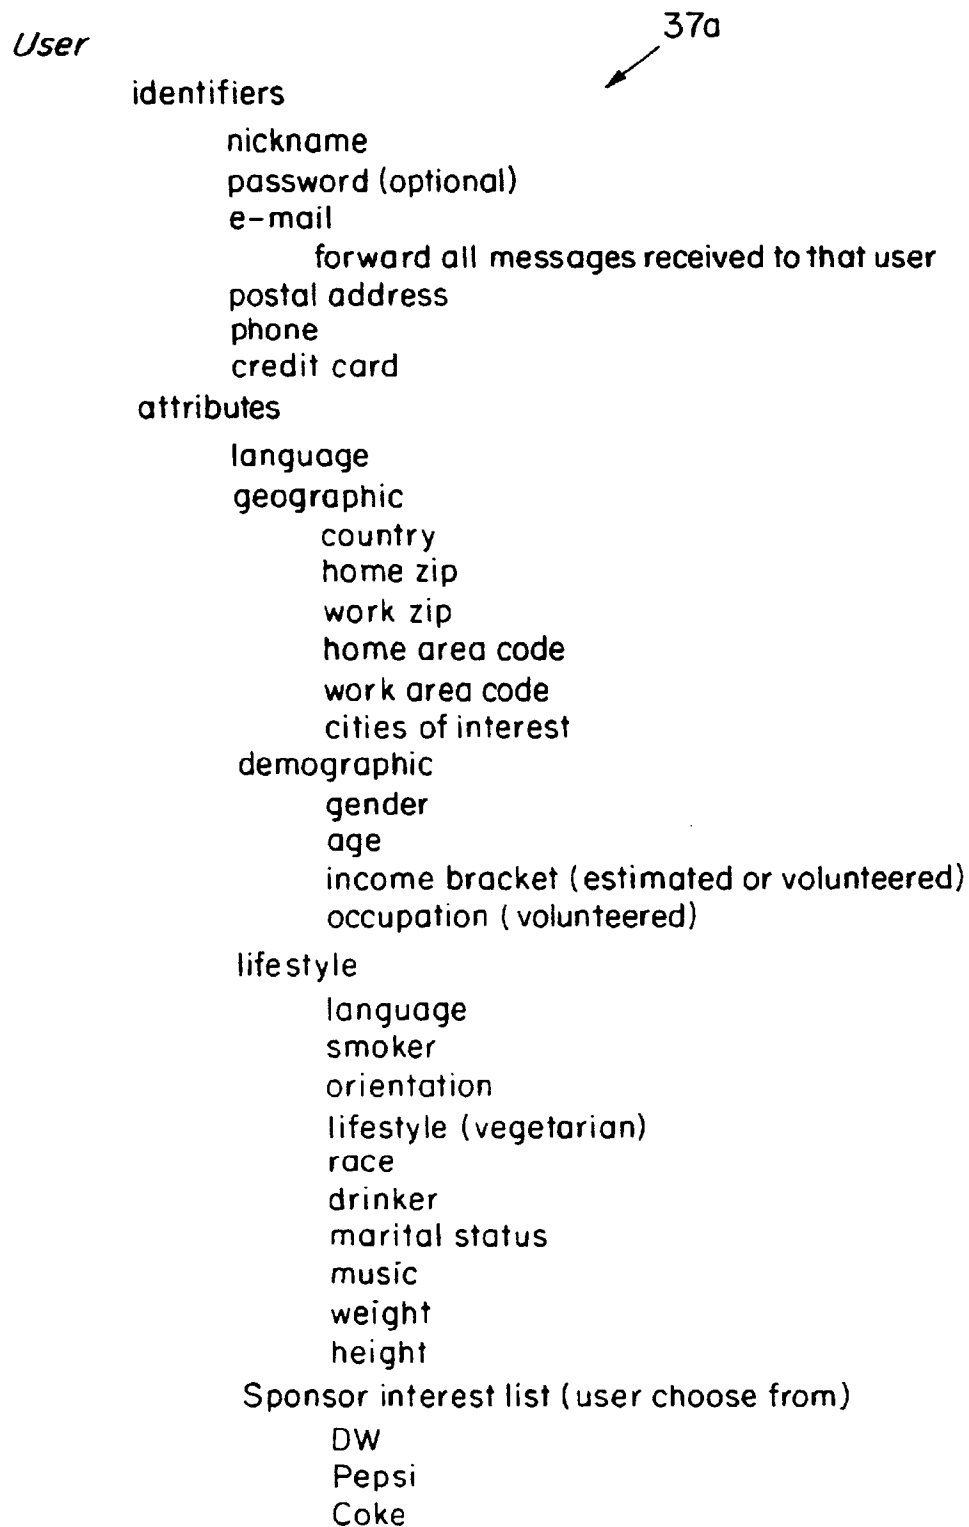 37a
User
identifiers
nickname
password (optional)
e-mail
forward all messages received to that user
postal address
phone
credit card
attributes
language
geographic
country
home zip
work zip
home area code
work area code
cities of interest
demographic
gender
age
income bracket (estimated or volunteered)
occupation (volunteered)
lifestyle
language
smoker
orientation
lifestyle (vegetarian)
race
drinker
marital status
music
weight
height
Sponsor interest list (user choose from)
DW
Pepsi
Coke